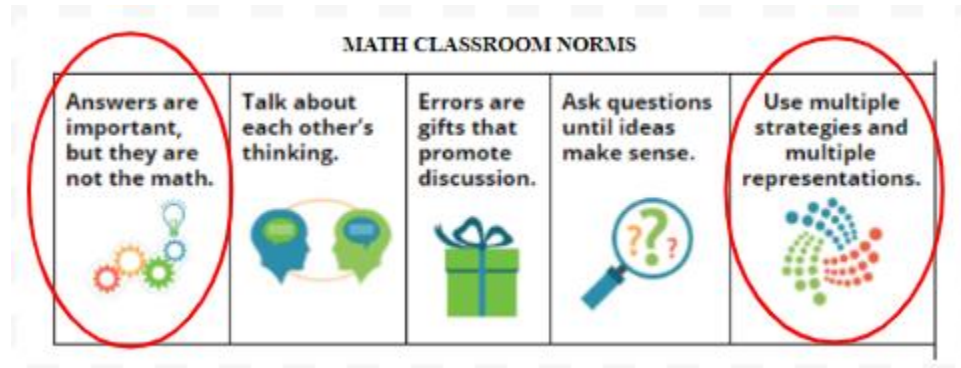 MATH CLASSROOM NORMS
Answers are
important,
but they are
not the math.
Talk about
each other's
thinking.
Errors are
gifts that
promote
discussion.
Ask questions
until ideas
make sense.
Use multiple
strategies and
multiple
representations.
? ? ?